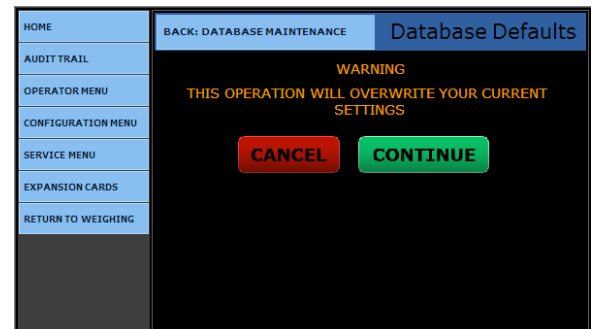 HOME
AUDIT TRAIL
OPERATOR MENU
CONFIGURATION MENU
SERVICE MENU
EXPANSION CARDS
RETURN TO WEIGHING
BACK: DATABASE MAINTENANCE
Database Defaults
WARNING
THIS OPERATION WILL OVERWRITE YOUR CURRENT
SETTINGS
CANCEL
CONTINUE